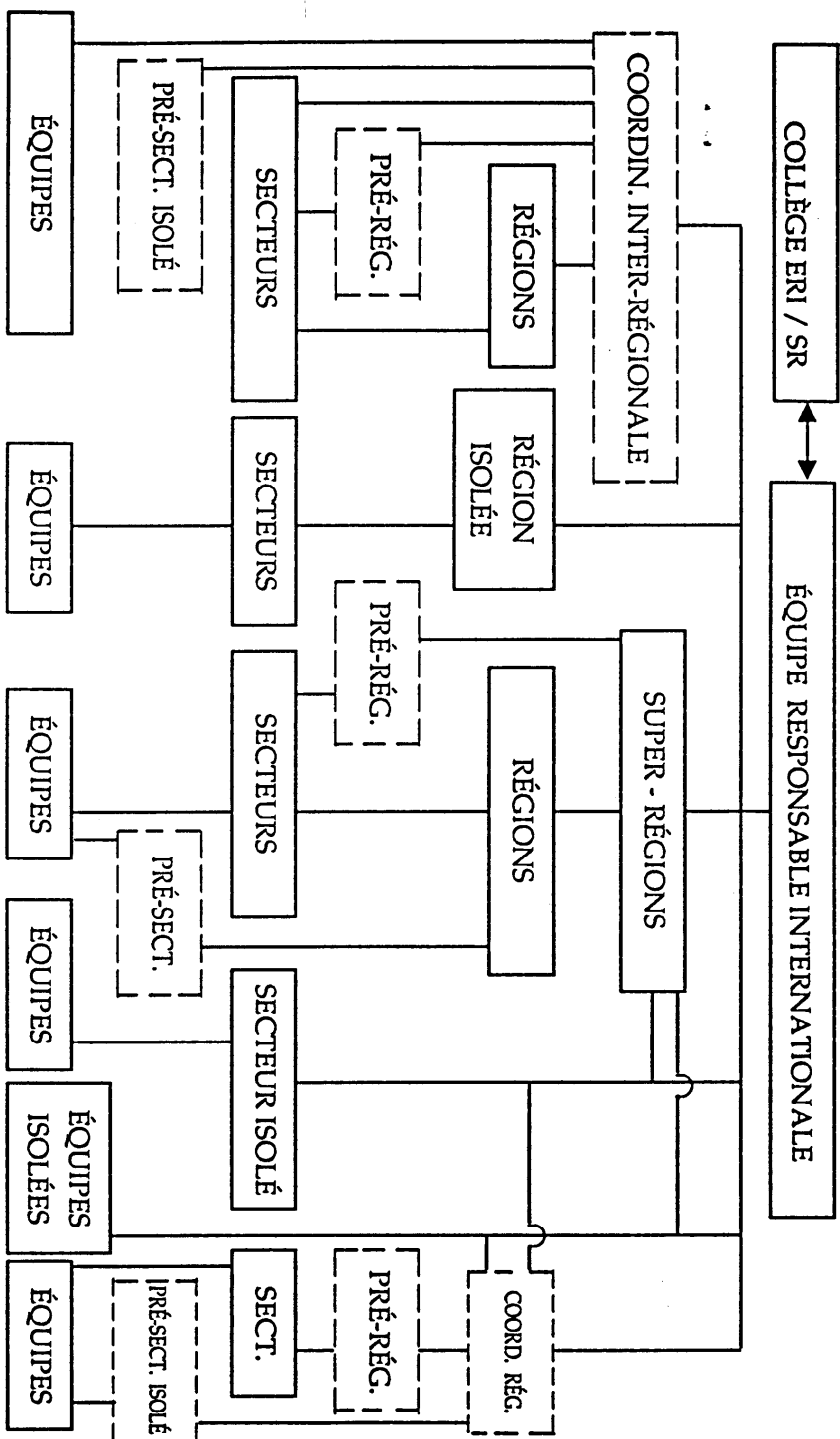 COLLÈGE ERI / SR
ÉQUIPE RESPONSABLE INTERNATIONALE
COORDIN. INTER-RÉGIONALE
SUPER - RÉGIONS
RÉGIONS
RÉGION
ISOLÉE
RÉGIONS
COORD. RÉG.
PRÉ-RÉG.
PRÉ-RÉG.
PRÉ-RÉG.
SECTEURS
SECTEURS
SECTEURS
SECTEUR ISOLÉ
SECT.
PRÉ-SECT. ISOLÉ
PRÉ-SECT.
PRÉ-SECT. ISOLÉ
ÉQUIPES
ÉQUIPES
ÉQUIPES
ÉQUIPES
ÉQUIPES
ISOLÉES
ÉQUIPES